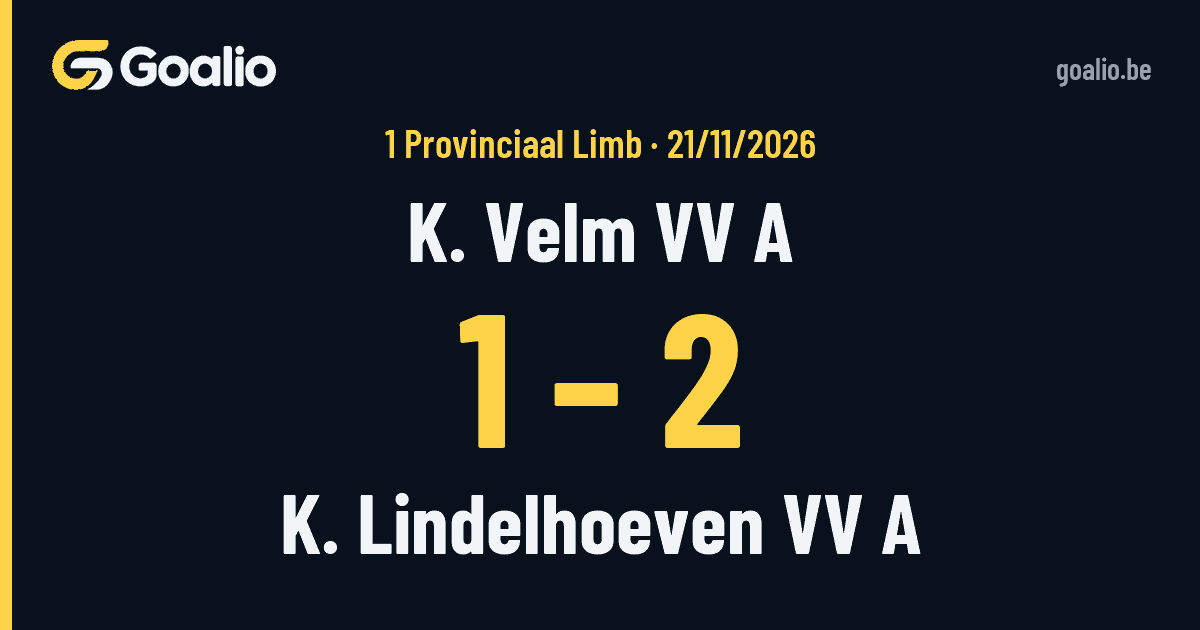 Goalio
goalio.be
1 Provinciaal Limb · 21/11/2026
K. Velm VV A
1 – 2
K. Lindelhoeven VV A